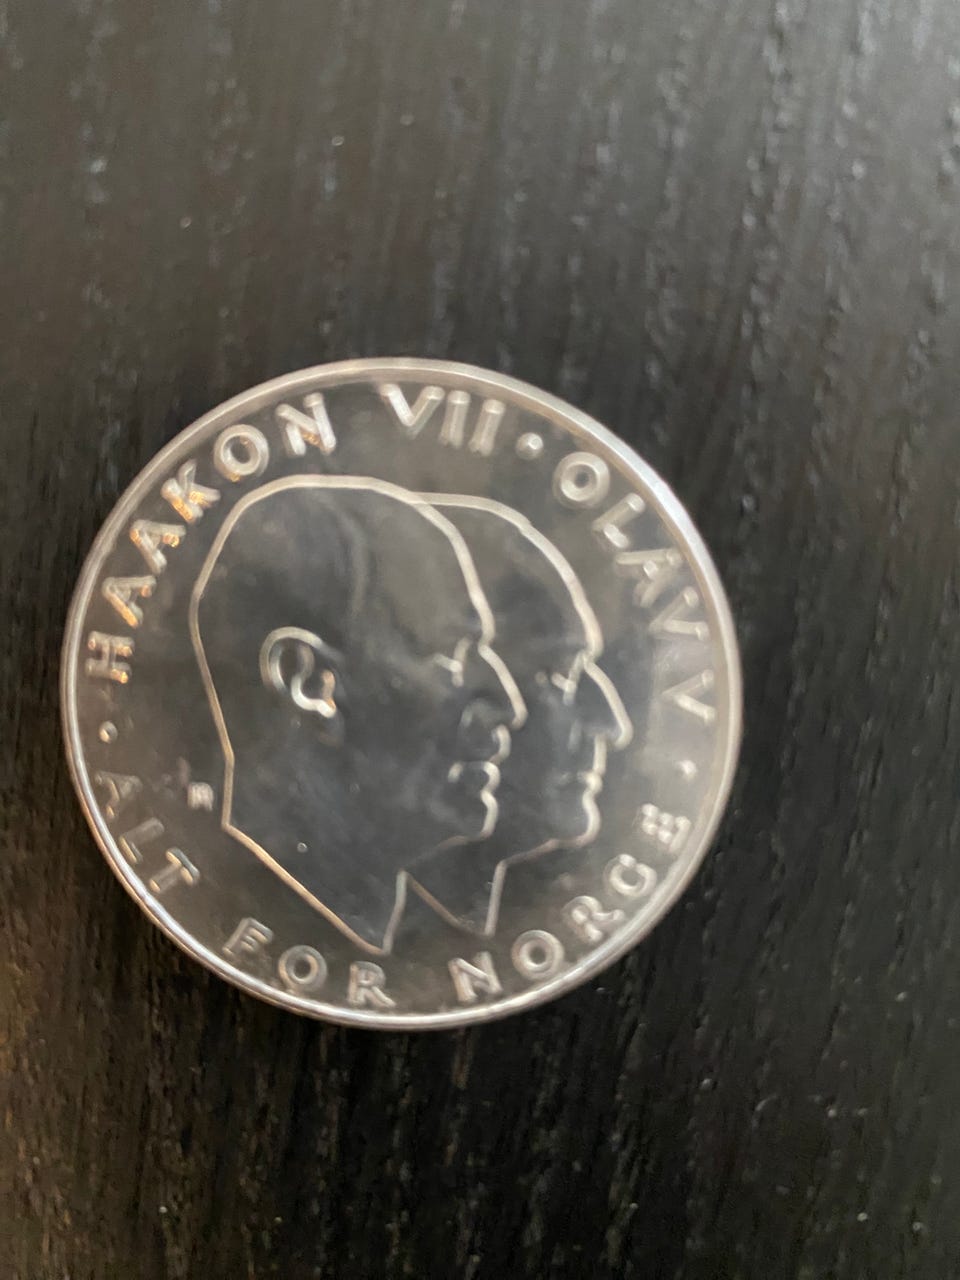 HAAKON VII · OLAV V ·
ALT FOR NORGE ·